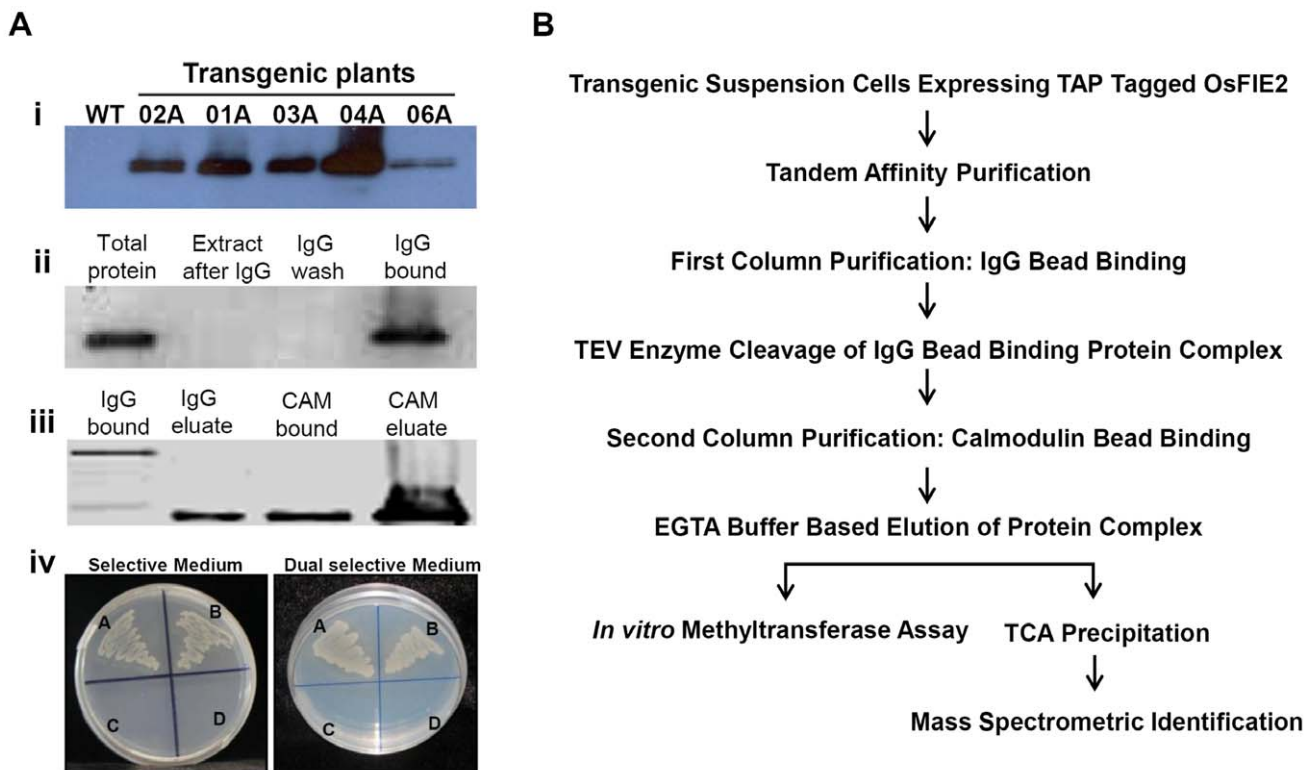 A
Transgenic plants
i WT 02A 01A 03A 04A 06A
ii Total protein Extract after IgG IgG wash IgG bound
iii IgG bound IgG eluate CAM bound CAM eluate
iv Selective Medium Dual selective Medium
A B A B
C D C D
B
Transgenic Suspension Cells Expressing TAP Tagged OsFIE2
Tandem Affinity Purification
First Column Purification: IgG Bead Binding
TEV Enzyme Cleavage of IgG Bead Binding Protein Complex
Second Column Purification: Calmodulin Bead Binding
EGTA Buffer Based Elution of Protein Complex
In vitro Methyltransferase Assay
TCA Precipitation
Mass Spectrometric Identification